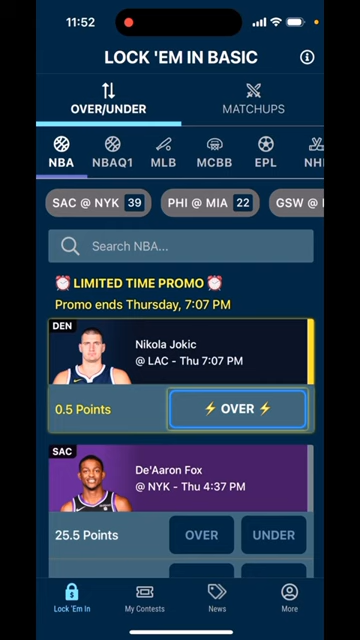 11:52
LOCK 'EM IN BASIC
OVER/UNDER
MATCHUPS
NBA
NBAQ1
MLB
MCBB
EPL
NH
SAC @ NYK 39
PHI @ MIA 22
GSW @
Search NBA...
⏰ LIMITED TIME PROMO ⏰
Promo ends Thursday, 7:07 PM
DEN
Nikola Jokic
@ LAC - Thu 7:07 PM
0.5 Points
⚡ OVER ⚡
SAC
De'Aaron Fox
@ NYK - Thu 4:37 PM
25.5 Points
OVER
UNDER
Lock 'Em In
My Contests
News
More